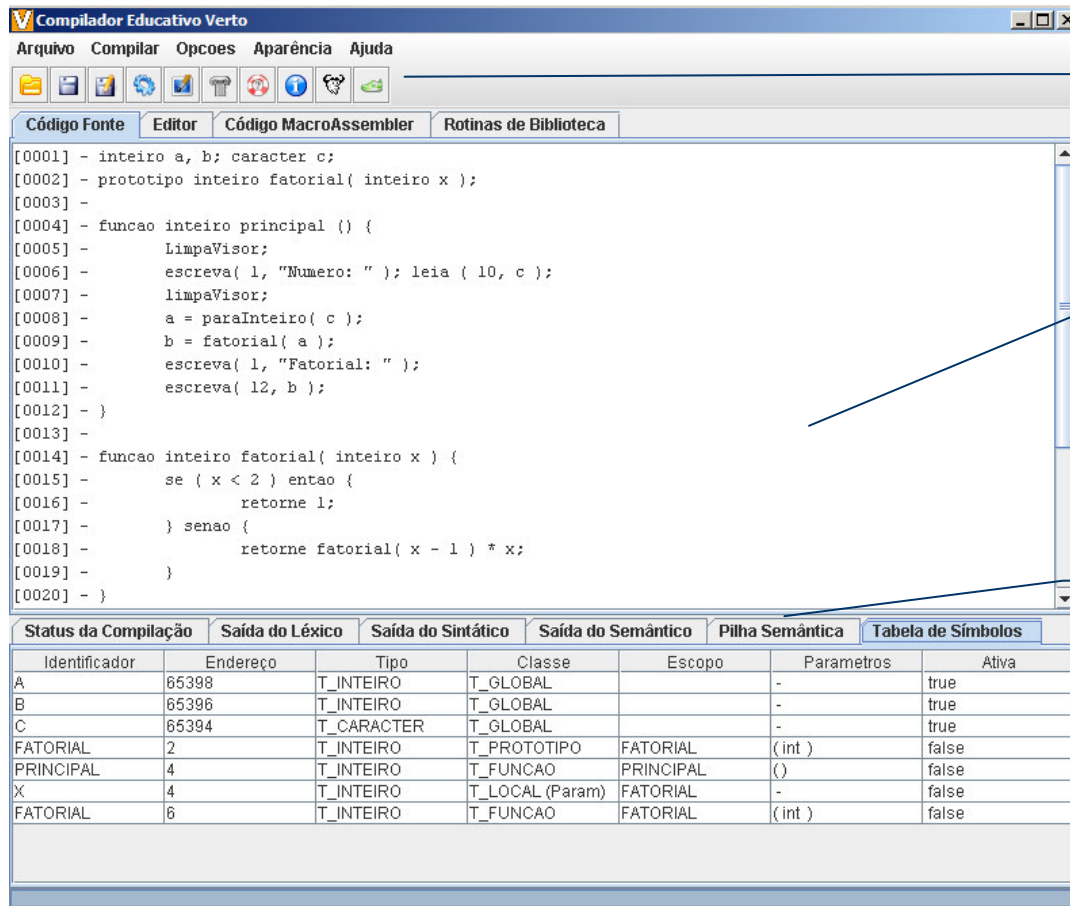 Compilador Educativo Verto
Arquivo Compilar Opcoes Aparência Ajuda
Código Fonte Editor Código MacroAssembler Rotinas de Biblioteca
[0001] - inteiro a, b; caracter c;
[0002] - prototipo inteiro fatorial( inteiro x );
[0003] -
[0004] - funcao inteiro principal () {
[0005] - LimpaVisor;
[0006] - escreva( 1, "Numero: " ); leia ( 10, c );
[0007] - limpaVisor;
[0008] - a = paraInteiro( c );
[0009] - b = fatorial( a );
[0010] - escreva( 1, "Fatorial: " );
[0011] - escreva( 12, b );
[0012] - }
[0013] -
[0014] - funcao inteiro fatorial( inteiro x ) {
[0015] - se ( x < 2 ) entao {
[0016] - retorne 1;
[0017] - } senao {
[0018] - retorne fatorial( x - 1 ) * x;
[0019] - }
[0020] - }
Status da Compilação Saída do Léxico Saída do Sintático Saída do Semântico Pilha Semântica Tabela de Símbolos
Identificador Endereço Tipo Classe Escopo Parametros Ativa
A 65398 T_INTEIRO T_GLOBAL - true
B 65396 T_INTEIRO T_GLOBAL - true
C 65394 T_CARACTER T_GLOBAL - true
FATORIAL 2 T_INTEIRO T_PROTOTIPO FATORIAL ( int ) false
PRINCIPAL 4 T_INTEIRO T_FUNCAO PRINCIPAL () false
X 4 T_INTEIRO T_LOCAL (Param) FATORIAL - false
FATORIAL 6 T_INTEIRO T_FUNCAO FATORIAL ( int ) false